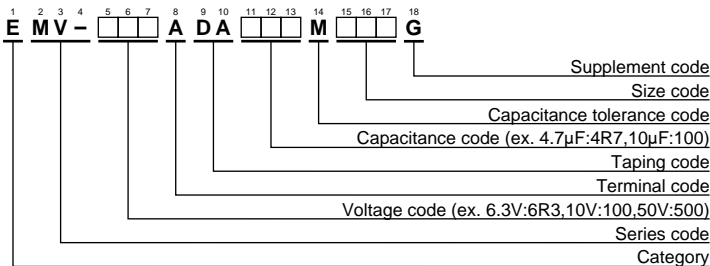 1 2 3 4 5 6 7 8 9 10 11 12 13 14 15 16 17 18
E MV– □□□ A DA □□□ M □□□ G
Supplement code
Size code
Capacitance tolerance code
Capacitance code (ex. 4.7µF:4R7,10µF:100)
Taping code
Terminal code
Voltage code (ex. 6.3V:6R3,10V:100,50V:500)
Series code
Category